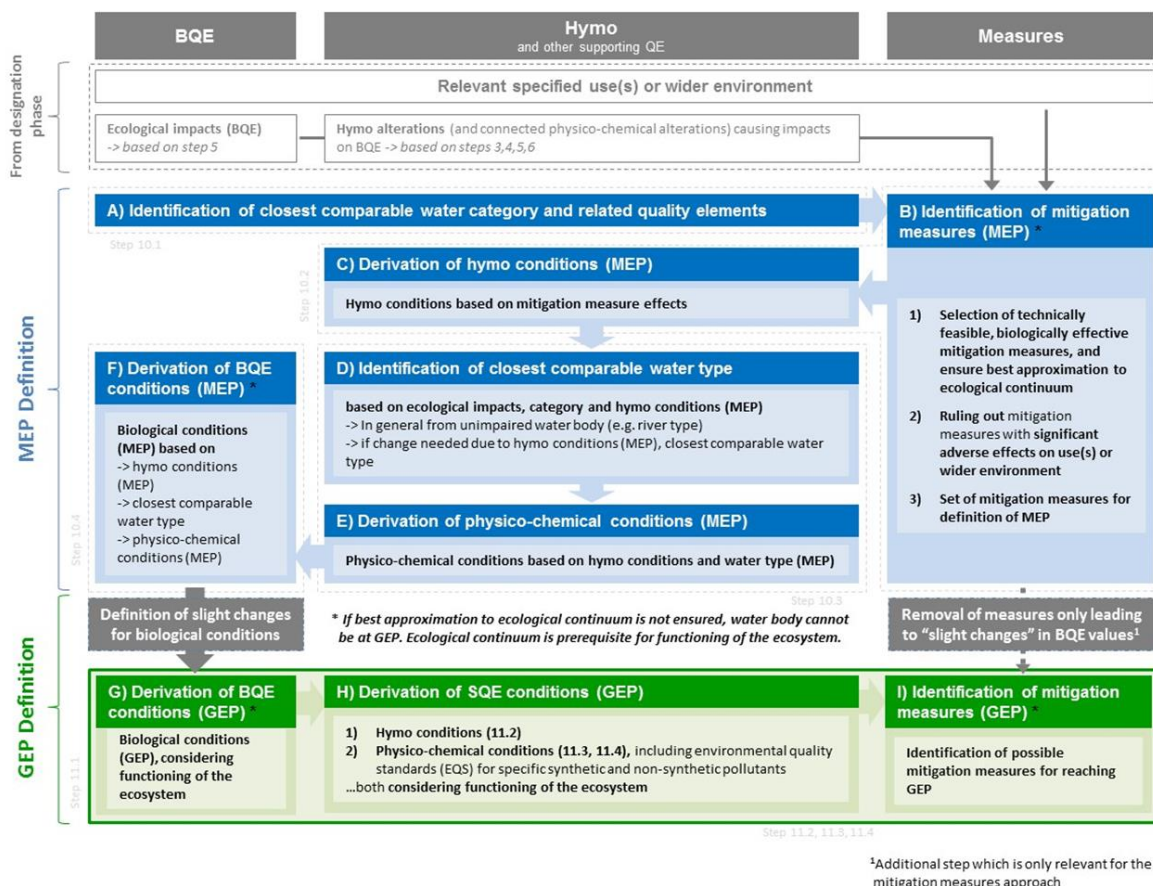 BQE
Hymo
and other supporting QE
Measures
From designation
phase
Relevant specified use(s) or wider environment
Ecological impacts (BQE)
-> based on step 5
Hymo alterations (and connected physico-chemical alterations) causing impacts
on BQE -> based on steps 3,4,5,6
MEP Definition
A) Identification of closest comparable water category and related quality elements
Step 10.1
B) Identification of mitigation
measures (MEP) *
1) Selection of technically
feasible, biologically effective
mitigation measures, and
ensure best approximation to
ecological continuum
2) Ruling out mitigation
measures with significant
adverse effects on use(s) or
wider environment
3) Set of mitigation measures for
definition of MEP
Step 10.2
C) Derivation of hymo conditions (MEP)
Hymo conditions based on mitigation measure effects
D) Identification of closest comparable water type
based on ecological impacts, category and hymo conditions (MEP)
-> In general from unimpaired water body (e.g. river type)
-> if change needed due to hymo conditions (MEP), closest comparable water
type
E) Derivation of physico-chemical conditions (MEP)
Physico-chemical conditions based on hymo conditions and water type (MEP)
Step 10.3
F) Derivation of BQE
conditions (MEP) *
Biological conditions
(MEP) based on
-> hymo conditions
(MEP)
-> closest comparable
water type
-> physico-chemical
conditions (MEP)
Step 10.4
Definition of slight changes
for biological conditions
* If best approximation to ecological continuum is not ensured, water body cannot
be at GEP. Ecological continuum is prerequisite for functioning of the ecosystem.
Removal of measures only leading
to “slight changes” in BQE values1
GEP Definition
G) Derivation of BQE
conditions (GEP) *
Biological conditions
(GEP), considering
functioning of the
ecosystem
Step 11.1
H) Derivation of SQE conditions (GEP)
1) Hymo conditions (11.2)
2) Physico-chemical conditions (11.3, 11.4), including environmental quality
standards (EQS) for specific synthetic and non-synthetic pollutants
...both considering functioning of the ecosystem
I) Identification of mitigation
measures (GEP) *
Identification of possible
mitigation measures for reaching
GEP
Step 11.2, 11.3, 11.4
1Additional step which is only relevant for the
mitigation measures approach